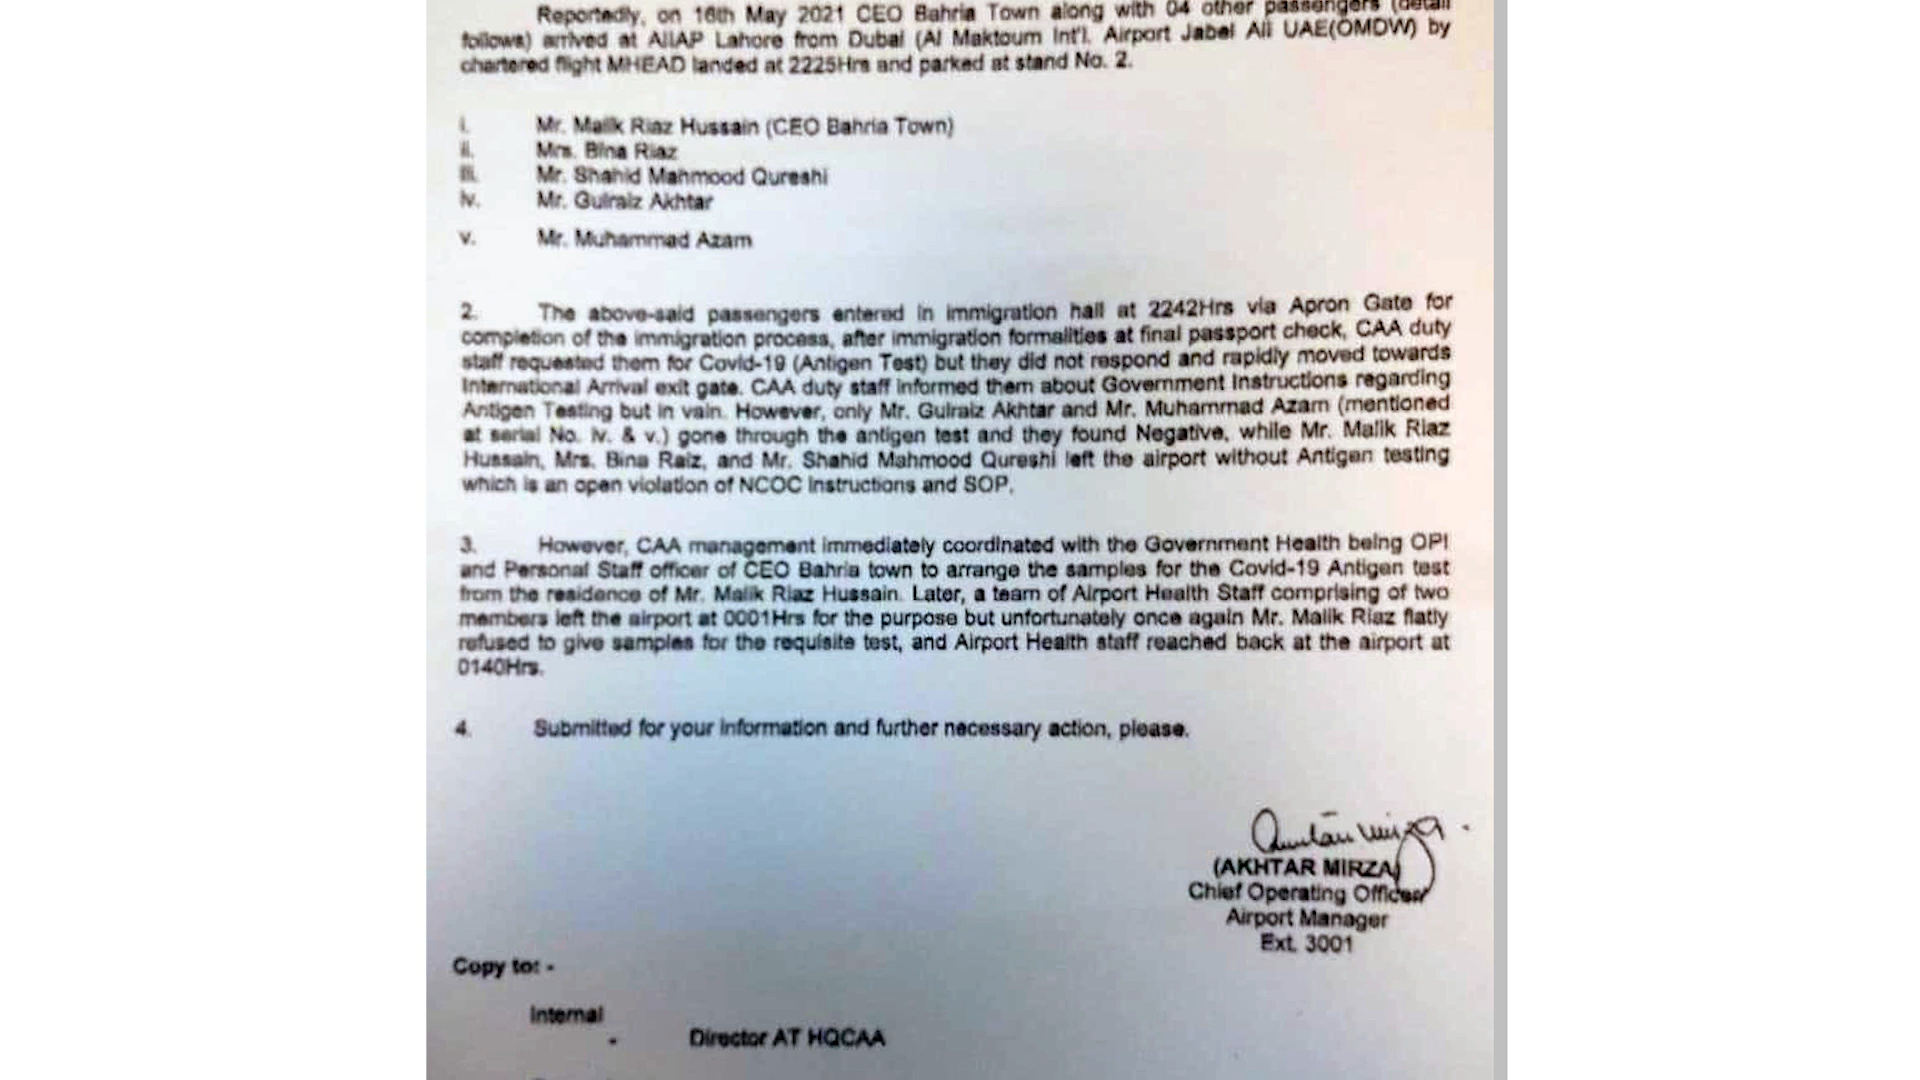 Reportedly, on 16th May 2021 CEO Bahria Town along with 04 other passengers (detail
follows) arrived at AIIAP Lahore from Dubai (Al Maktoum Int'l. Airport Jabel Ali UAE(OMDW) by
chartered flight MHEAD landed at 2225Hrs and parked at stand No. 2.
i. Mr. Malik Riaz Hussain (CEO Bahria Town)
ii. Mrs. Bina Riaz
iii. Mr. Shahid Mahmood Qureshi
iv. Mr. Gulraiz Akhtar
v. Mr. Muhammad Azam
2. The above-said passengers entered in immigration hall at 2242Hrs via Apron Gate for
completion of the immigration process, after immigration formalities at final passport check, CAA duty
staff requested them for Covid-19 (Antigen Test) but they did not respond and rapidly moved towards
International Arrival exit gate. CAA duty staff informed them about Government Instructions regarding
Antigen Testing but in vain. However, only Mr. Gulraiz Akhtar and Mr. Muhammad Azam (mentioned
at serial No. iv. & v.) gone through the antigen test and they found Negative, while Mr. Malik Riaz
Hussain, Mrs. Bina Raiz, and Mr. Shahid Mahmood Qureshi left the airport without Antigen testing
which is an open violation of NCOC Instructions and SOP.
3. However, CAA management immediately coordinated with the Government Health being OPI
and Personal Staff officer of CEO Bahria town to arrange the samples for the Covid-19 Antigen test
from the residence of Mr. Malik Riaz Hussain. Later, a team of Airport Health Staff comprising of two
members left the airport at 0001Hrs for the purpose but unfortunately once again Mr. Malik Riaz flatly
refused to give samples for the requisite test, and Airport Health staff reached back at the airport at
0140Hrs.
4. Submitted for your information and further necessary action, please.
(AKHTAR MIRZA)
Chief Operating Officer
Airport Manager
Ext. 3001
Copy to: -
Internal
- Director AT HQCAA